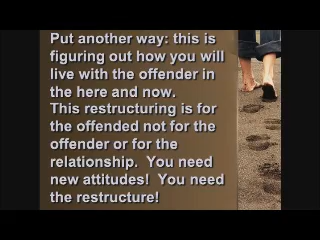 Put another way: this is
figuring out how you will
live with the offender in
the here and now.
This restructuring is for
the offended not for the
offender or for the
relationship.  You need
new attitudes!  You need
the restructure!